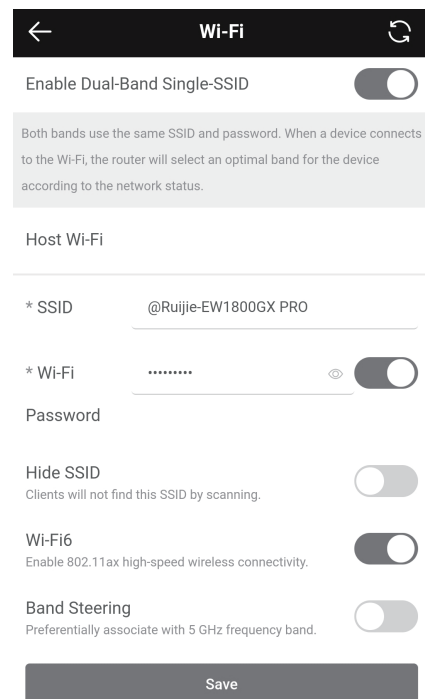 Wi-Fi
Enable Dual-Band Single-SSID
Both bands use the same SSID and password. When a device connects
to the Wi-Fi, the router will select an optimal band for the device
according to the network status.
Host Wi-Fi
* SSID @Ruijie-EW1800GX PRO
* Wi-Fi •••••••••
Password
Hide SSID
Clients will not find this SSID by scanning.
Wi-Fi6
Enable 802.11ax high-speed wireless connectivity.
Band Steering
Preferentially associate with 5 GHz frequency band.
Save